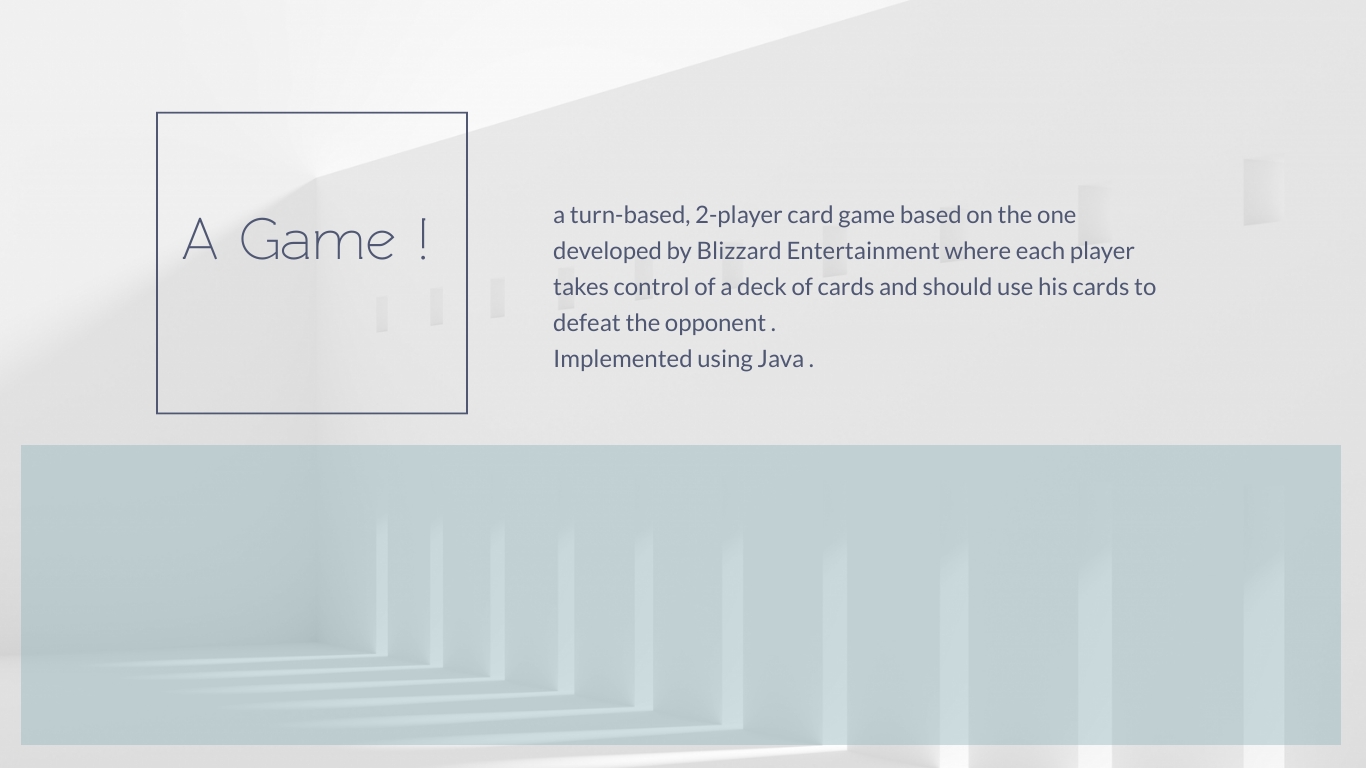 A Game !
a turn-based, 2-player card game based on the one
developed by Blizzard Entertainment where each player
takes control of a deck of cards and should use his cards to
defeat the opponent .
Implemented using Java .